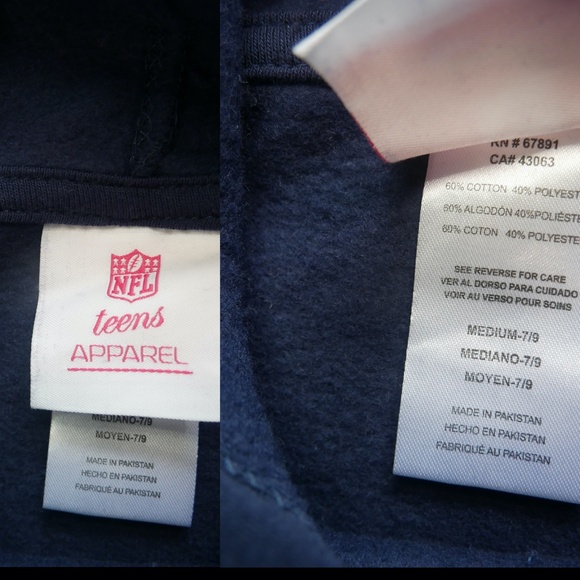 NFL
teens
APPAREL
MEDIANO-7/9
MOYEN-7/9
MADE IN PAKISTAN
HECHO EN PAKISTAN
FABRIQUÉ AU PAKISTAN
RN # 67891
CA# 43063
60% COTTON 40% POLYEST
60% ALGODÓN 40%POLIÉSTE
60% COTON 40% POLYESTE
SEE REVERSE FOR CARE
VER AL DORSO PARA CUIDADO
VOIR AU VERSO POUR SOINS
MEDIUM-7/9
MEDIANO-7/9
MOYEN-7/9
MADE IN PAKISTAN
HECHO EN PAKISTAN
FABRIQUÉ AU PAKISTAN